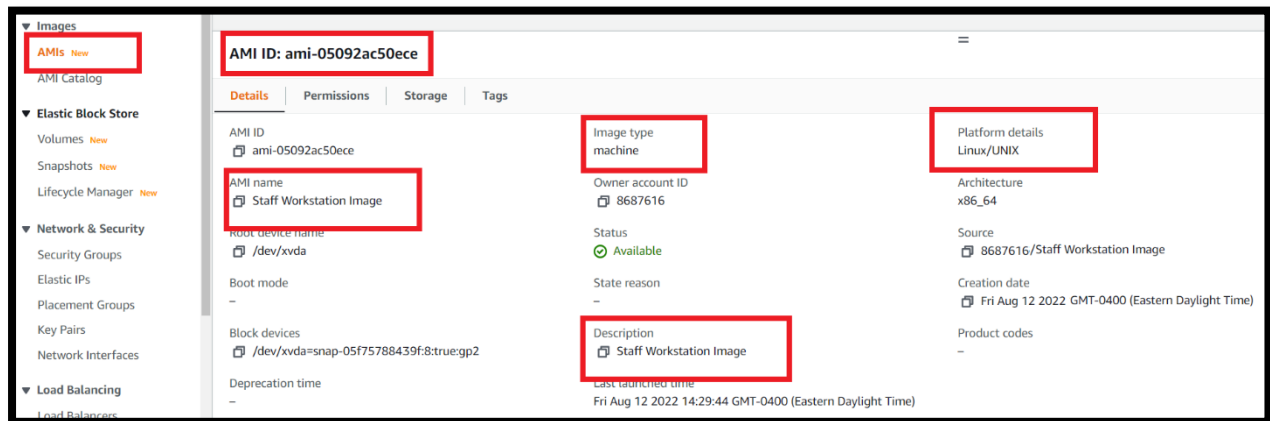 Images
AMIs New
AMI Catalog
Elastic Block Store
Volumes New
Snapshots New
Lifecycle Manager New
Network & Security
Security Groups
Elastic IPs
Placement Groups
Key Pairs
Network Interfaces
Load Balancing
Load Balancers
AMI ID: ami-05092ac50ece
Details Permissions Storage Tags
AMI ID
ami-05092ac50ece
Image type
machine
Platform details
Linux/UNIX
AMI name
Staff Workstation Image
Owner account ID
8687616
Architecture
x86_64
Root device name
/dev/xvda
Status
Available
Source
8687616/Staff Workstation Image
Boot mode
–
State reason
–
Creation date
Fri Aug 12 2022 GMT-0400 (Eastern Daylight Time)
Block devices
/dev/xvda=snap-05f75788439f:8:true:gp2
Description
Staff Workstation Image
Product codes
–
Deprecation time
–
Last launched time
Fri Aug 12 2022 14:29:44 GMT-0400 (Eastern Daylight Time)